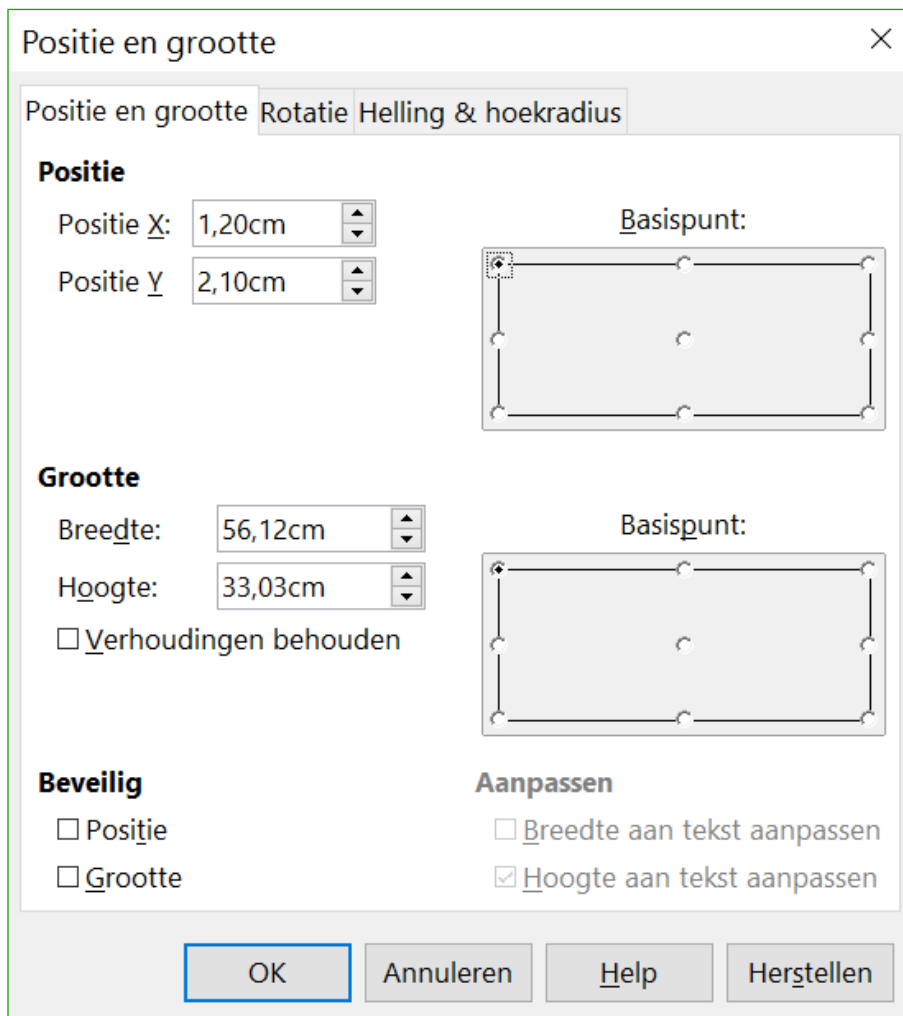 Positie en grootte
Positie en grootte Rotatie Helling & hoekradius
Positie
Positie X: 1,20cm
Basispunt:
Positie Y 2,10cm
Grootte
Breedte: 56,12cm
Basispunt:
Hoogte: 33,03cm
Verhoudingen behouden
Beveilig
Aanpassen
Positie
Breedte aan tekst aanpassen
Grootte
Hoogte aan tekst aanpassen
OK Annuleren Help Herstellen